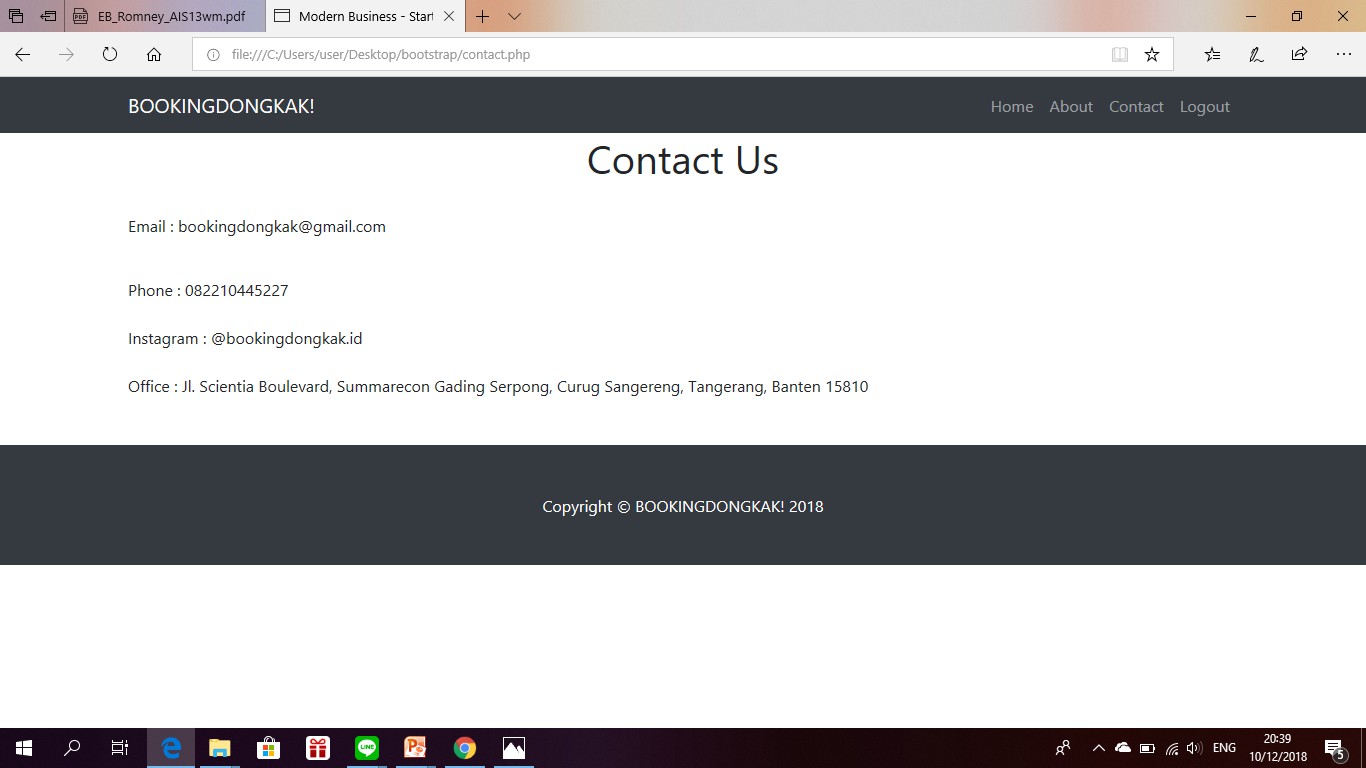 EB_Romney_AIS13wm.pdf
Modern Business - Start
file:///C:/Users/user/Desktop/bootstrap/contact.php
BOOKINGDONGKAK!
Home About Contact Logout
Contact Us
Email : bookingdongkak@gmail.com
Phone : 082210445227
Instagram : @bookingdongkak.id
Office : Jl. Scientia Boulevard, Summarecon Gading Serpong, Curug Sangereng, Tangerang, Banten 15810
Copyright © BOOKINGDONGKAK! 2018
PDF
LINE
ENG
20:39
10/12/2018
5